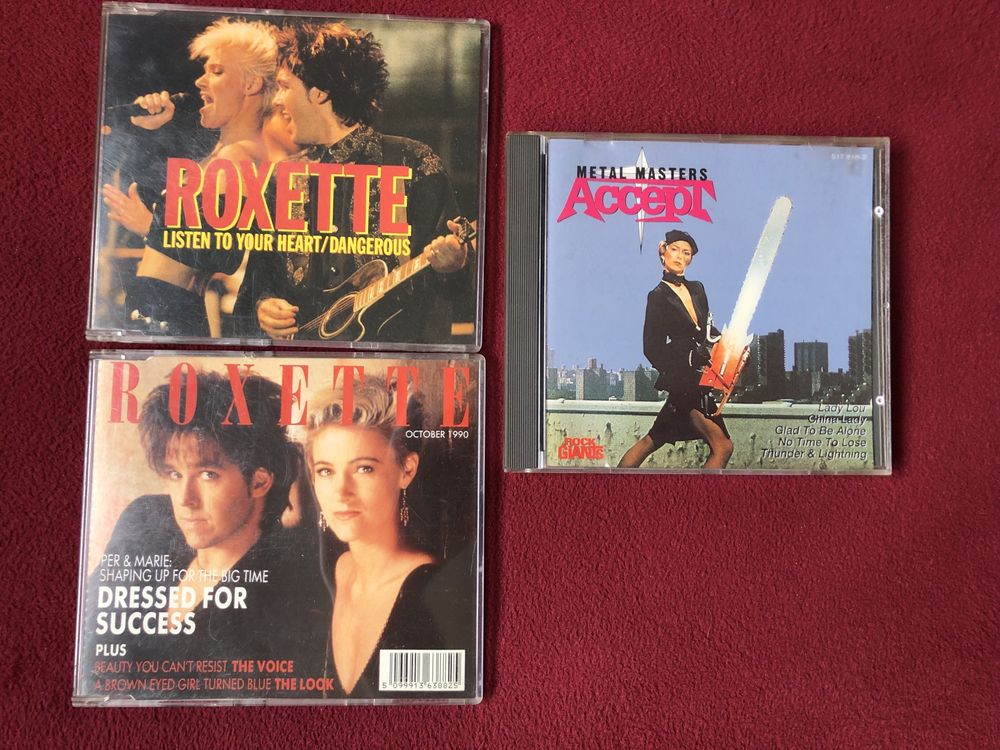 ROXETTE
LISTEN TO YOUR HEART/DANGEROUS
METAL MASTERS
Accept
Lady Lou
China Lady
Glad To Be Alone
No Time To Lose
Thunder & Lightning
ROCK
GIANTS
ROXETTE
OCTOBER 1990
PER & MARIE:
SHAPING UP FOR THE BIG TIME
DRESSED FOR
SUCCESS
PLUS
BEAUTY YOU CAN'T RESIST THE VOICE
A BROWN EYED GIRL TURNED BLUE THE LOOK
5 099913 638825